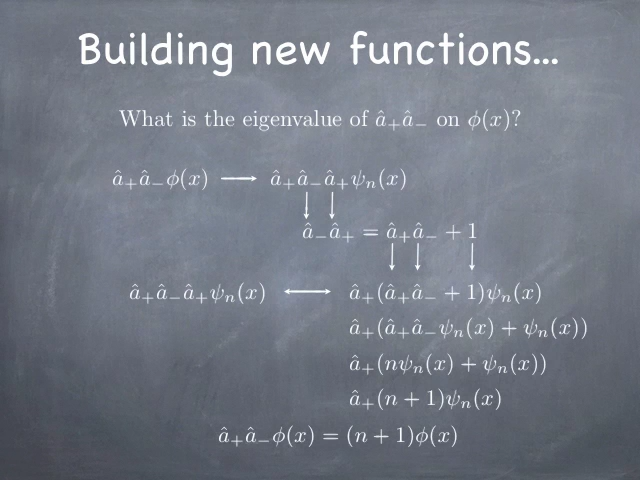 Building new functions...
What is the eigenvalue of â₊â₋ on ϕ(x)?
â₊â₋ϕ(x) ⟶ â₊â₋â₊ψₙ(x)
â₋â₊ = â₊â₋ + 1
â₊â₋â₊ψₙ(x) ⟷ â₊(â₊â₋ + 1)ψₙ(x)
â₊(â₊â₋ψₙ(x) + ψₙ(x))
â₊(nψₙ(x) + ψₙ(x))
â₊(n + 1)ψₙ(x)
â₊â₋ϕ(x) = (n + 1)ϕ(x)